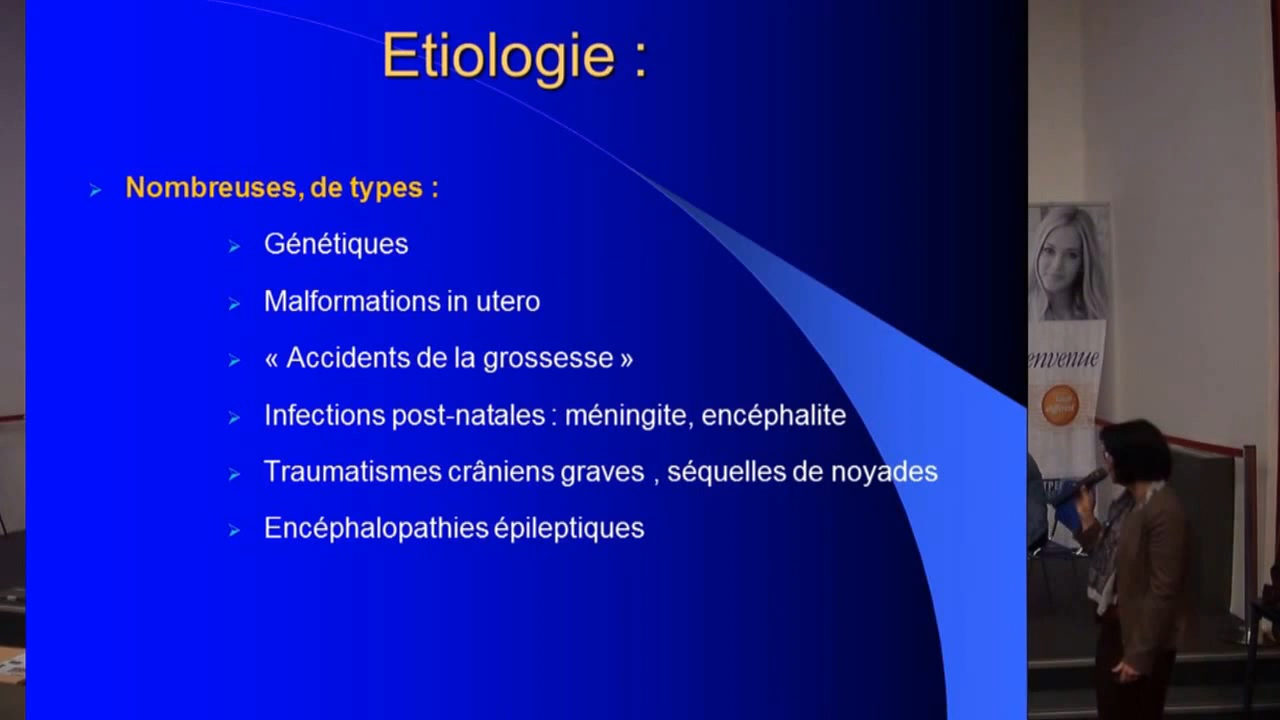 Etiologie :
Nombreuses, de types :
Génétiques
Malformations in utero
« Accidents de la grossesse »
Infections post-natales : méningite, encéphalite
Traumatismes crâniens graves , séquelles de noyades
Encéphalopathies épileptiques
envenue